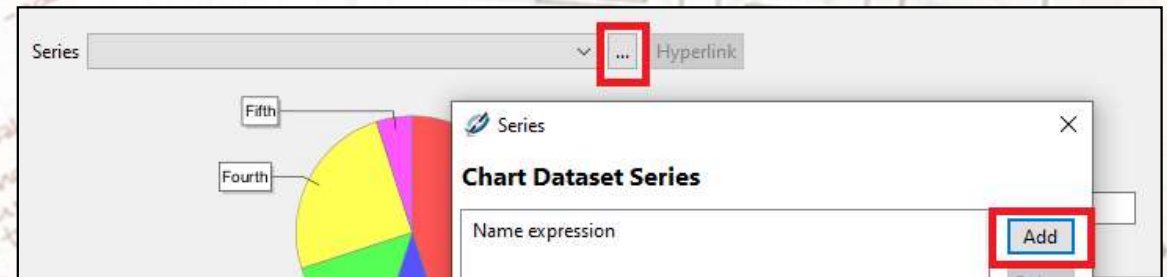 Series ... Hyperlink
Fifth
Series
Fourth
Chart Dataset Series
Name expression
Add